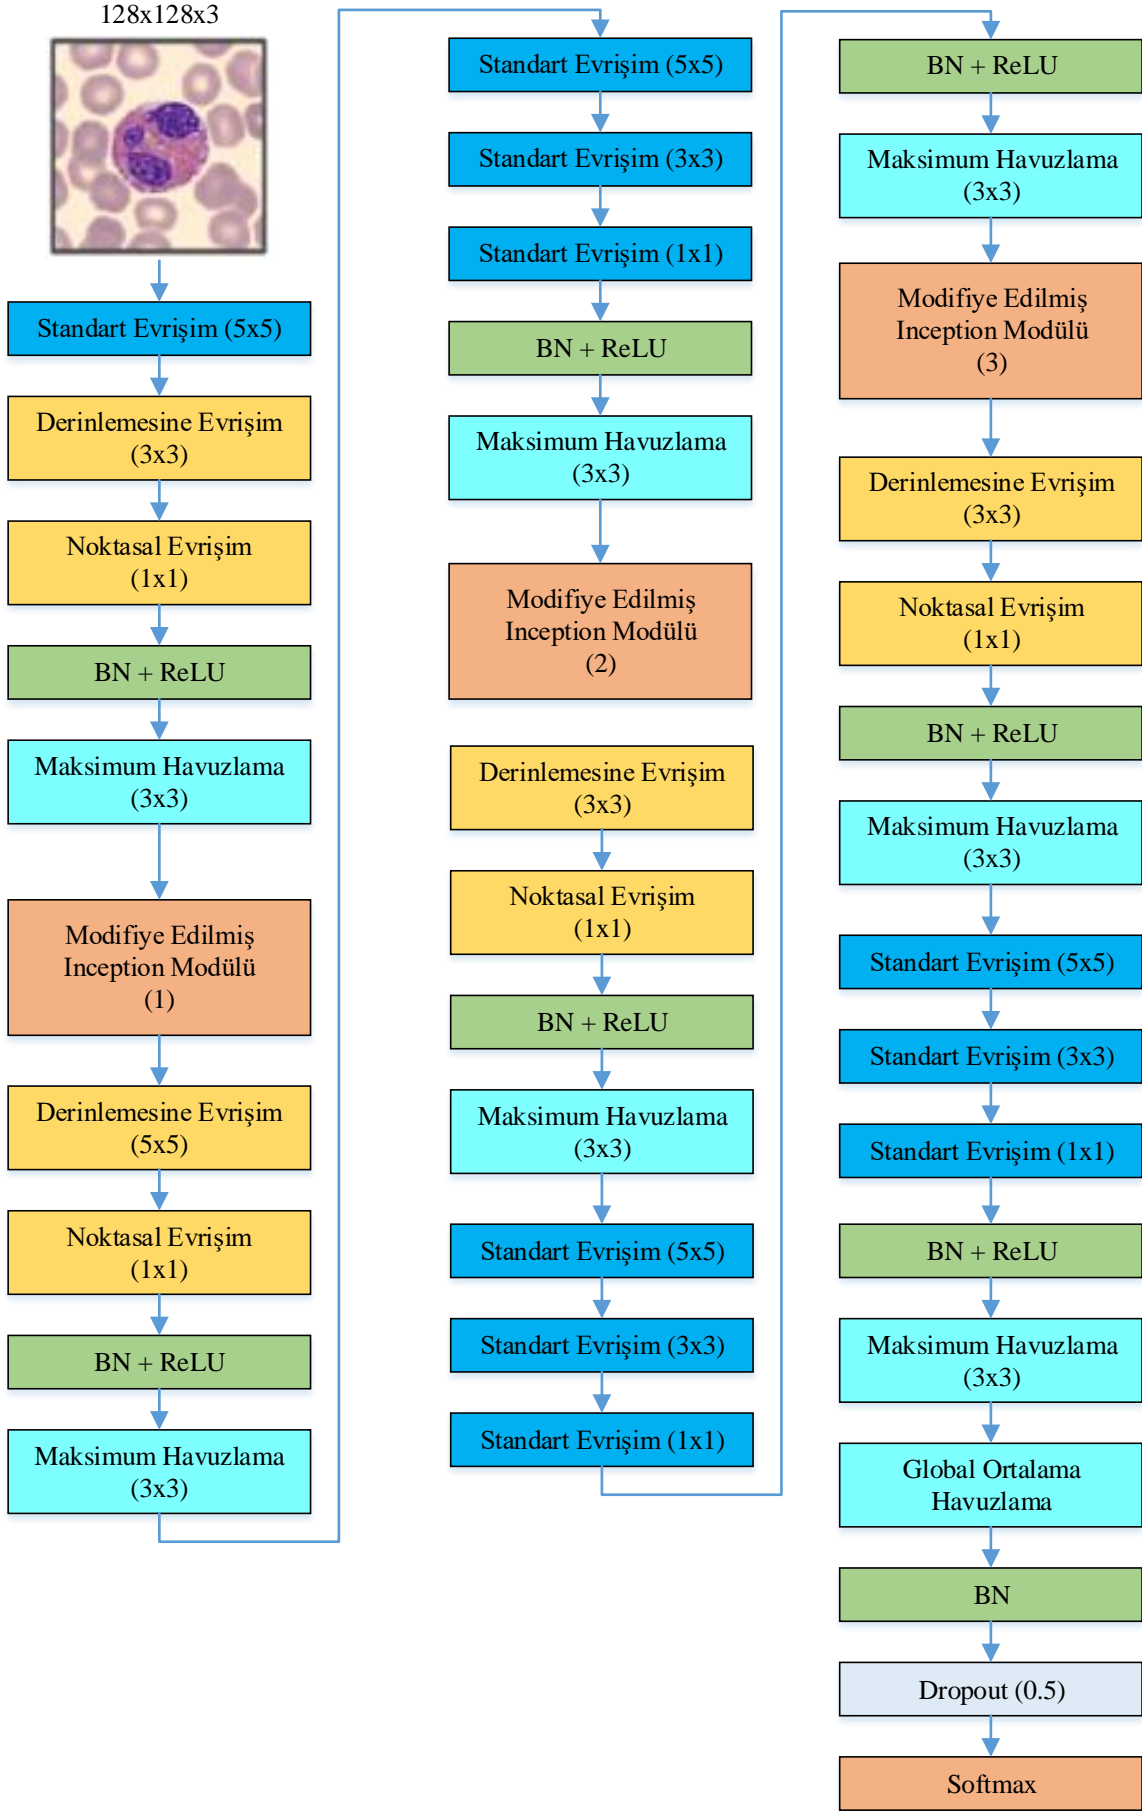 128x128x3
Standart Evrişim (5x5)
Derinlemesine Evrişim
(3x3)
Noktasal Evrişim
(1x1)
BN + ReLU
Maksimum Havuzlama
(3x3)
Modifiye Edilmiş
Inception Modülü
(1)
Derinlemesine Evrişim
(5x5)
Noktasal Evrişim
(1x1)
BN + ReLU
Maksimum Havuzlama
(3x3)
Standart Evrişim (5x5)
Standart Evrişim (3x3)
Standart Evrişim (1x1)
BN + ReLU
Maksimum Havuzlama
(3x3)
Modifiye Edilmiş
Inception Modülü
(2)
Derinlemesine Evrişim
(3x3)
Noktasal Evrişim
(1x1)
BN + ReLU
Maksimum Havuzlama
(3x3)
Standart Evrişim (5x5)
Standart Evrişim (3x3)
Standart Evrişim (1x1)
BN + ReLU
Maksimum Havuzlama
(3x3)
Modifiye Edilmiş
Inception Modülü
(3)
Derinlemesine Evrişim
(3x3)
Noktasal Evrişim
(1x1)
BN + ReLU
Maksimum Havuzlama
(3x3)
Standart Evrişim (5x5)
Standart Evrişim (3x3)
Standart Evrişim (1x1)
BN + ReLU
Maksimum Havuzlama
(3x3)
Global Ortalama
Havuzlama
BN
Dropout (0.5)
Softmax